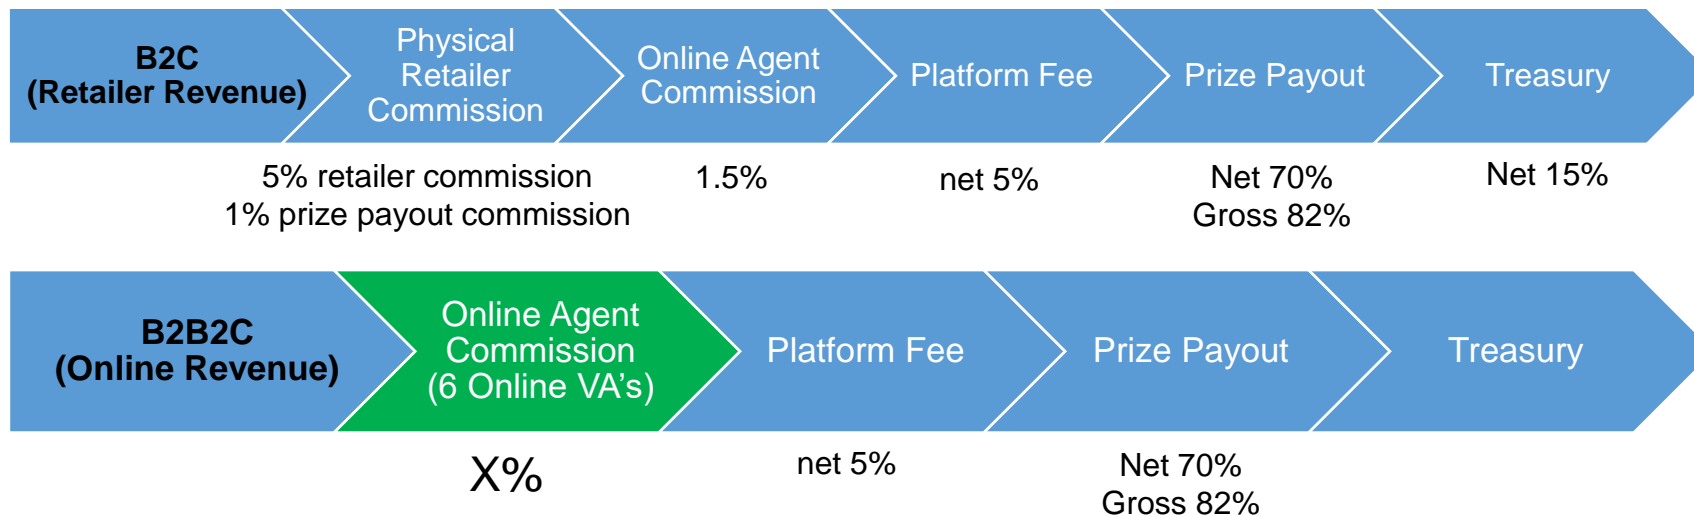 B2C
(Retailer Revenue)
Physical
Retailer
Commission
Online Agent
Commission
Platform Fee
Prize Payout
Treasury
5% retailer commission
1% prize payout commission
1.5%
net 5%
Net 70%
Gross 82%
Net 15%
B2B2C
(Online Revenue)
Online Agent
Commission
(6 Online VA's)
Platform Fee
Prize Payout
Treasury
X%
net 5%
Net 70%
Gross 82%